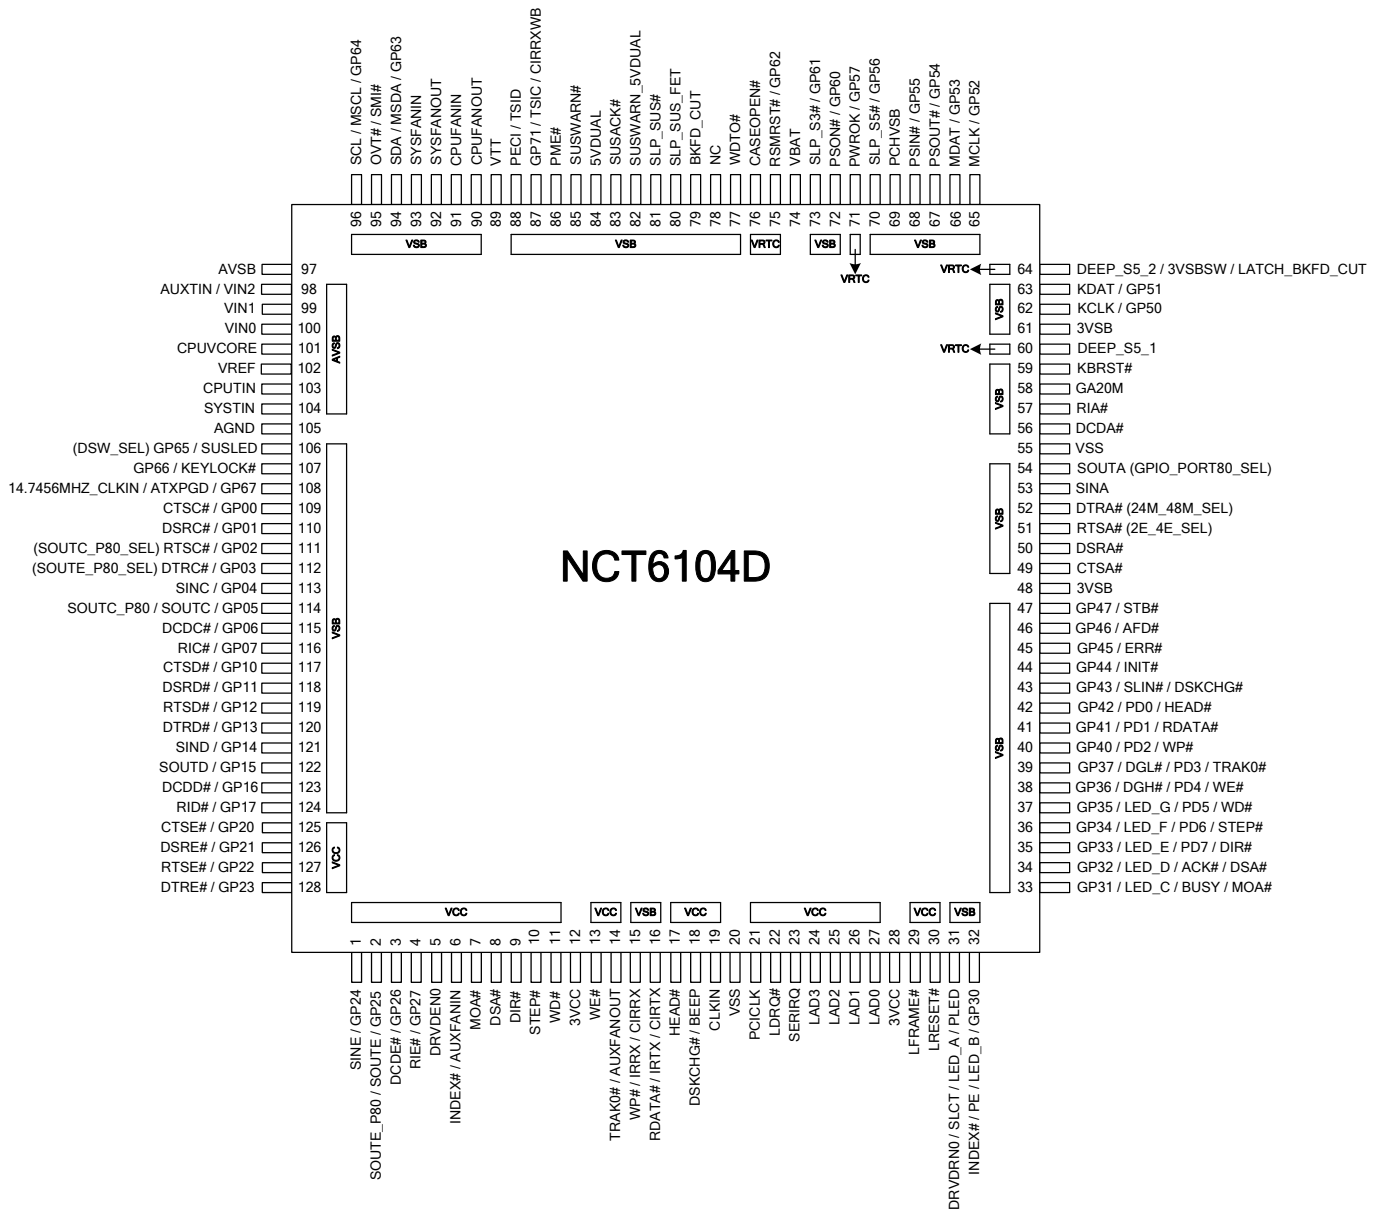 SCL / MSCL / GP64
OVT# / SMI#
SDA / MSDA / GP63
SYSFANIN
SYSFANOUT
CPUFANIN
CPUFANOUT
VTT
PECI / TSID
GP71 / TSIC / CIRRXWB
PME#
SUSWARN#
5VDUAL
SUSACK#
SUSWARN_5VDUAL
SLP_SUS#
SLP_SUS_FET
BKFD_CUT
NC
WDTO#
CASEOPEN#
RSMRST# / GP62
VBAT
SLP_S3# / GP61
PSON# / GP60
PWROK / GP57
SLP_S5# / GP56
PCHVSB
PSIN# / GP55
PSOUT# / GP54
MDAT / GP53
MCLK / GP52
96 95 94 93 92 91 90 89 88 87 86 85 84 83 82 81 80 79 78 77 76 75 74 73 72 71 70 69 68 67 66 65
VSB VSB VRTC VSB VSB
VRTC
AVSB 97
AUXTIN / VIN2 98
VIN1 99
VIN0 100
CPUVCORE 101
VREF 102
CPUTIN 103
SYSTIN 104
AGND 105
(DSW_SEL) GP65 / SUSLED 106
GP66 / KEYLOCK# 107
14.7456MHZ_CLKIN / ATXPGD / GP67 108
CTSC# / GP00 109
DSRC# / GP01 110
(SOUTC_P80_SEL) RTSC# / GP02 111
(SOUTE_P80_SEL) DTRC# / GP03 112
SINC / GP04 113
SOUTC_P80 / SOUTC / GP05 114
DCDC# / GP06 115
RIC# / GP07 116
CTSD# / GP10 117
DSRD# / GP11 118
RTSD# / GP12 119
DTRD# / GP13 120
SIND / GP14 121
SOUTD / GP15 122
DCDD# / GP16 123
RID# / GP17 124
CTSE# / GP20 125
DSRE# / GP21 126
RTSE# / GP22 127
DTRE# / GP23 128
AVSB
VSB
VCC
NCT6104D
VRTC 64 DEEP_S5_2 / 3VSBSW / LATCH_BKFD_CUT
63 KDAT / GP51
62 KCLK / GP50
61 3VSB
VRTC 60 DEEP_S5_1
59 KBRST#
58 GA20M
57 RIA#
56 DCDA#
55 VSS
54 SOUTA (GPIO_PORT80_SEL)
53 SINA
52 DTRA# (24M_48M_SEL)
51 RTSA# (2E_4E_SEL)
50 DSRA#
49 CTSA#
48 3VSB
47 GP47 / STB#
46 GP46 / AFD#
45 GP45 / ERR#
44 GP44 / INIT#
43 GP43 / SLIN# / DSKCHG#
42 GP42 / PD0 / HEAD#
41 GP41 / PD1 / RDATA#
40 GP40 / PD2 / WP#
39 GP37 / DGL# / PD3 / TRAK0#
38 GP36 / DGH# / PD4 / WE#
37 GP35 / LED_G / PD5 / WD#
36 GP34 / LED_F / PD6 / STEP#
35 GP33 / LED_E / PD7 / DIR#
34 GP32 / LED_D / ACK# / DSA#
33 GP31 / LED_C / BUSY / MOA#
VSB
VSB
VSB
VSB
VCC VCC VSB VCC VCC VCC VSB
1 2 3 4 5 6 7 8 9 10 11 12 13 14 15 16 17 18 19 20 21 22 23 24 25 26 27 28 29 30 31 32
SINE / GP24
SOUTE_P80 / SOUTE / GP25
DCDE# / GP26
RIE# / GP27
DRVDEN0
INDEX# / AUXFANIN
MOA#
DSA#
DIR#
STEP#
WD#
3VCC
WE#
TRAK0# / AUXFANOUT
WP# / IRRX / CIRRX
RDATA# / IRTX / CIRTX
HEAD#
DSKCHG# / BEEP
CLKIN
VSS
PCICLK
LDRQ#
SERIRQ
LAD3
LAD2
LAD1
LAD0
3VCC
LFRAME#
LRESET#
DRVDRN0 / SLCT / LED_A / PLED
INDEX# / PE / LED_B / GP30